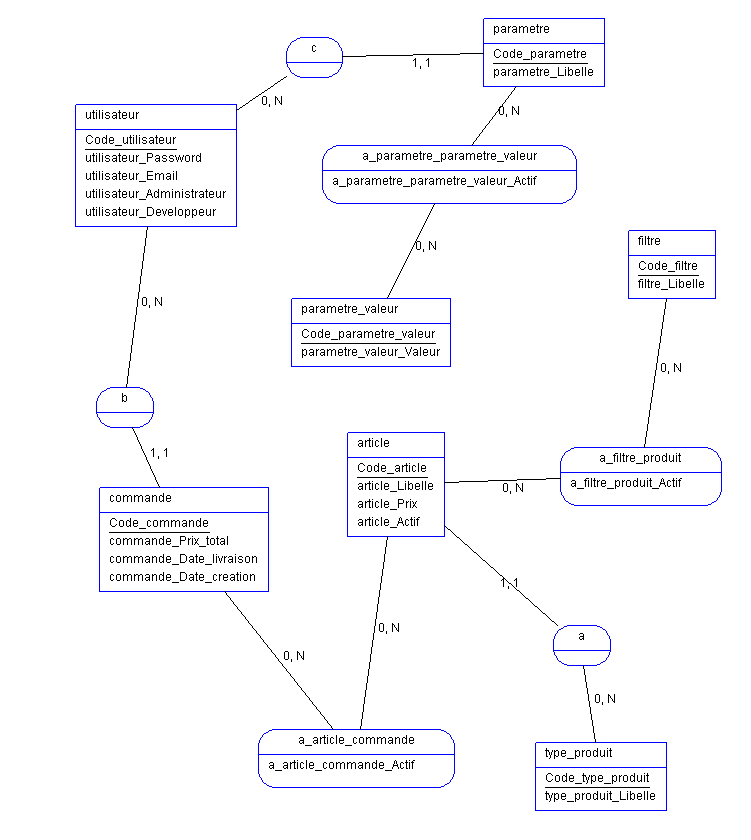 parametre
Code_parametre
parametre_Libelle
c
1, 1
0, N
utilisateur
Code_utilisateur
utilisateur_Password
utilisateur_Email
utilisateur_Administrateur
utilisateur_Developpeur
0, N
a_parametre_parametre_valeur
a_parametre_parametre_valeur_Actif
0, N
parametre_valeur
Code_parametre_valeur
parametre_valeur_Valeur
filtre
Code_filtre
filtre_Libelle
0, N
0, N
b
1, 1
commande
Code_commande
commande_Prix_total
commande_Date_livraison
commande_Date_creation
article
Code_article
article_Libelle
article_Prix
article_Actif
a_filtre_produit
a_filtre_produit_Actif
0, N
1, 1
0, N
0, N
a
0, N
a_article_commande
a_article_commande_Actif
type_produit
Code_type_produit
type_produit_Libelle